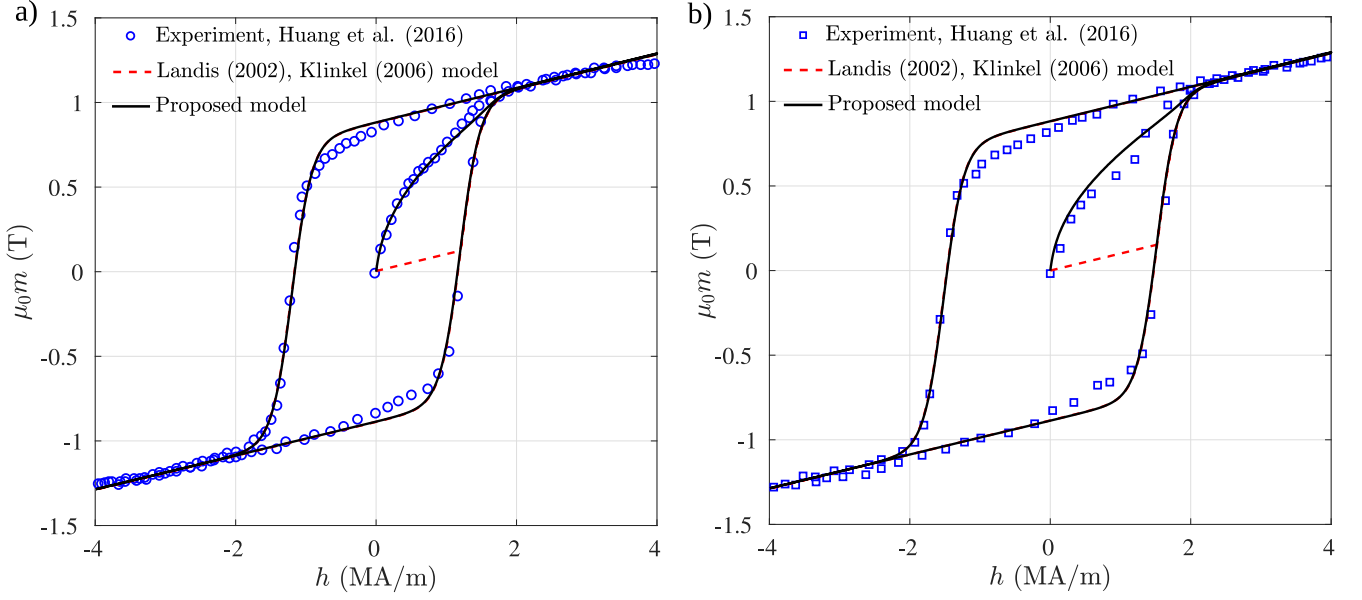 a)
1.5
1
0.5
0
-0.5
-1
-1.5
μ₀m (T)
Experiment, Huang et al. (2016)
Landis (2002), Klinkel (2006) model
Proposed model
-4
-2
0
2
4
h (MA/m)
b)
1.5
1
0.5
0
-0.5
-1
-1.5
μ₀m (T)
Experiment, Huang et al. (2016)
Landis (2002), Klinkel (2006) model
Proposed model
-4
-2
0
2
4
h (MA/m)